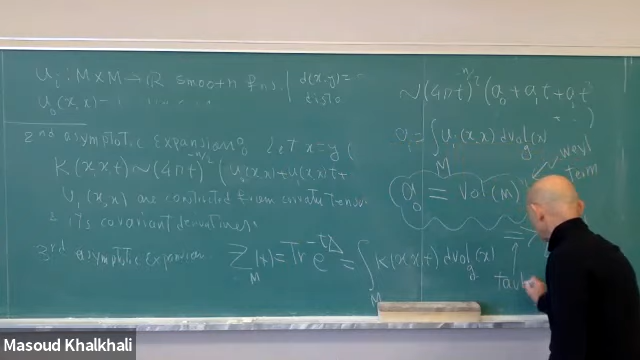 u_i : M×M → ℝ smooth fns | d(x,y)=
u_0(x,x)=
disto
2nd asymptotic expansion: Let x=y
K(x,x,t) ~ (4πt)^{-n/2} (u_0(x,x)+u_1(x,x)t+
u_i(x,x) are constructed from curvature tensor
& its covariant derivatives
3rd asymptotic expansion
Z_M(t) = Tr e^{-tΔ} = ∫_M K(x,x,t) dvol_g(x)
~ (4πt)^{-n/2} (a_0 + a_1 t + a_2 t
)
a_i = ∫_M u_i(x,x) dvol_g(x)
a_0 = Vol(M)
Weyl
term
=
Masoud Khalkhali